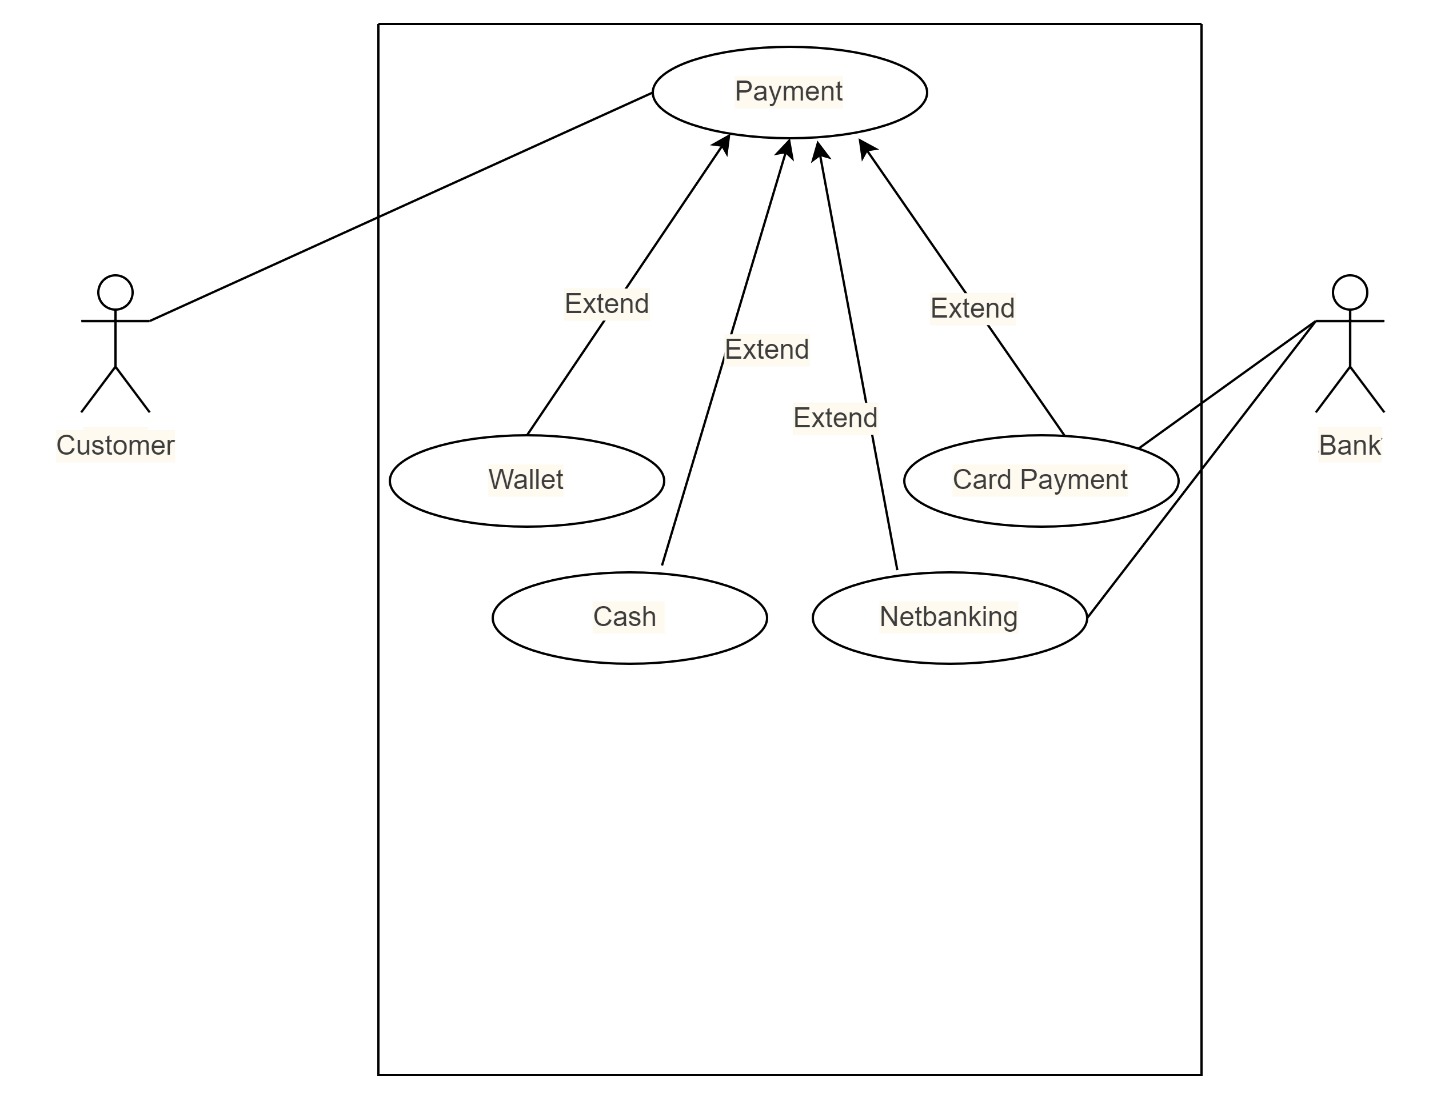 Payment
Extend
Extend
Extend
Extend
Customer
Bank
Wallet
Card Payment
Cash
Netbanking